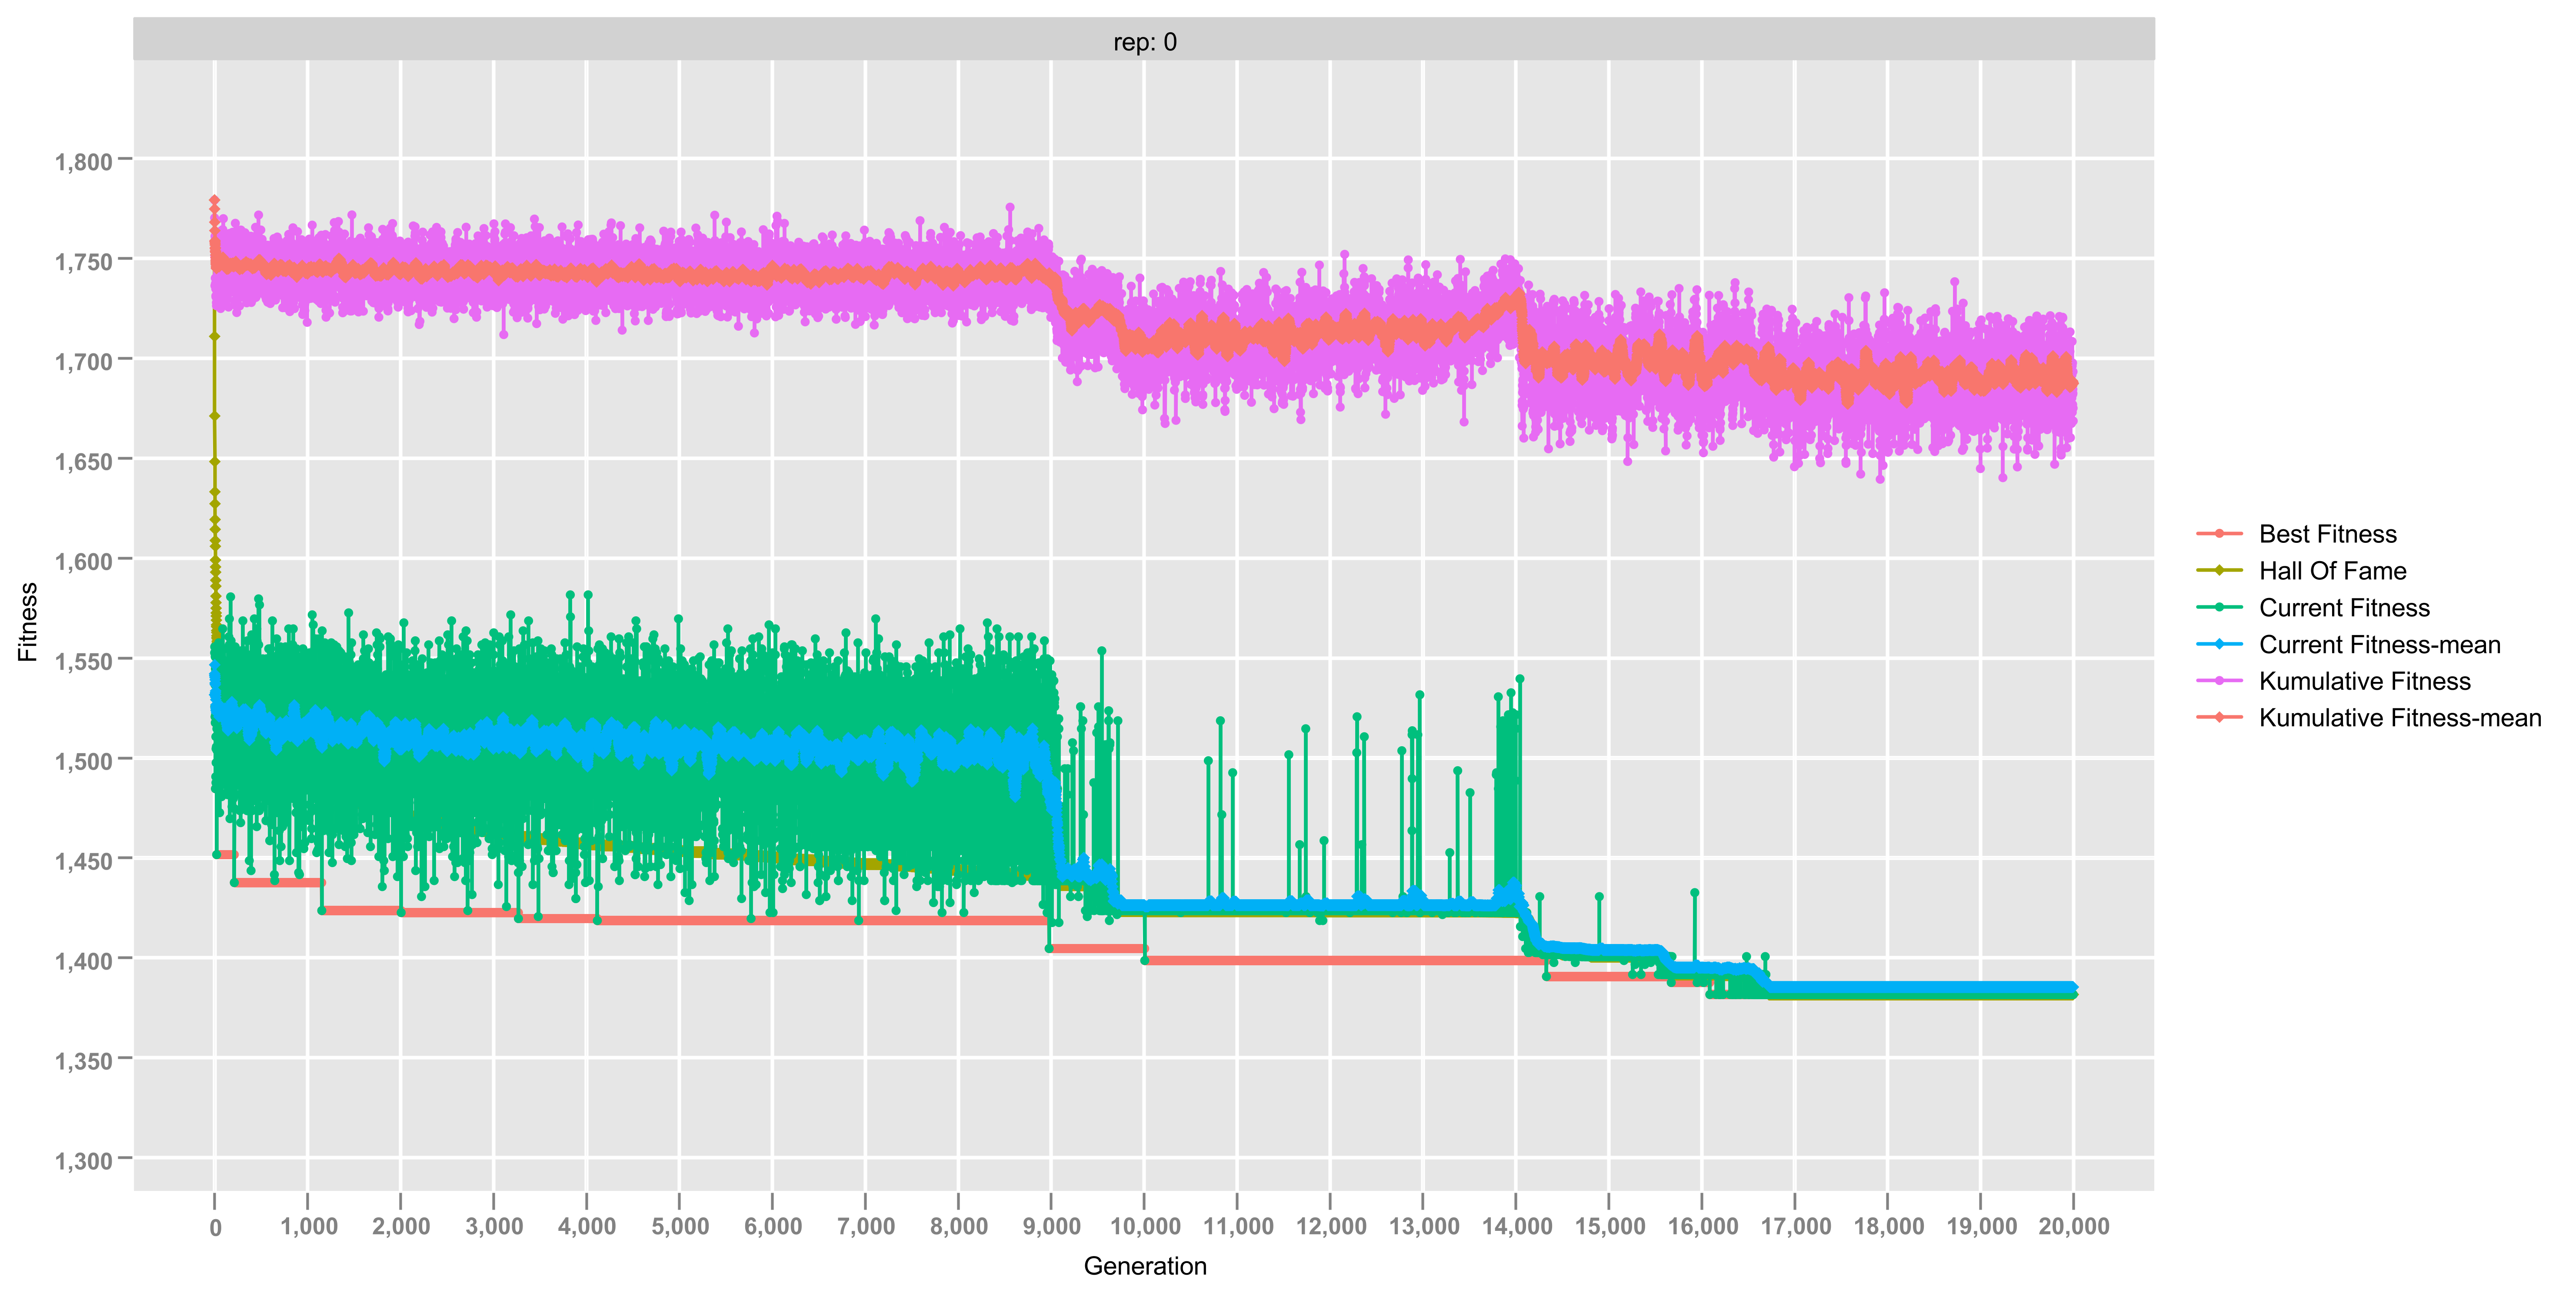 rep: 0
1,800
1,750
1,700
1,650
1,600
1,550
1,500
1,450
1,400
1,350
1,300
Fitness
0 1,000 2,000 3,000 4,000 5,000 6,000 7,000 8,000 9,000 10,000 11,000 12,000 13,000 14,000 15,000 16,000 17,000 18,000 19,000 20,000
Generation
Best Fitness
Hall Of Fame
Current Fitness
Current Fitness-mean
Kumulative Fitness
Kumulative Fitness-mean